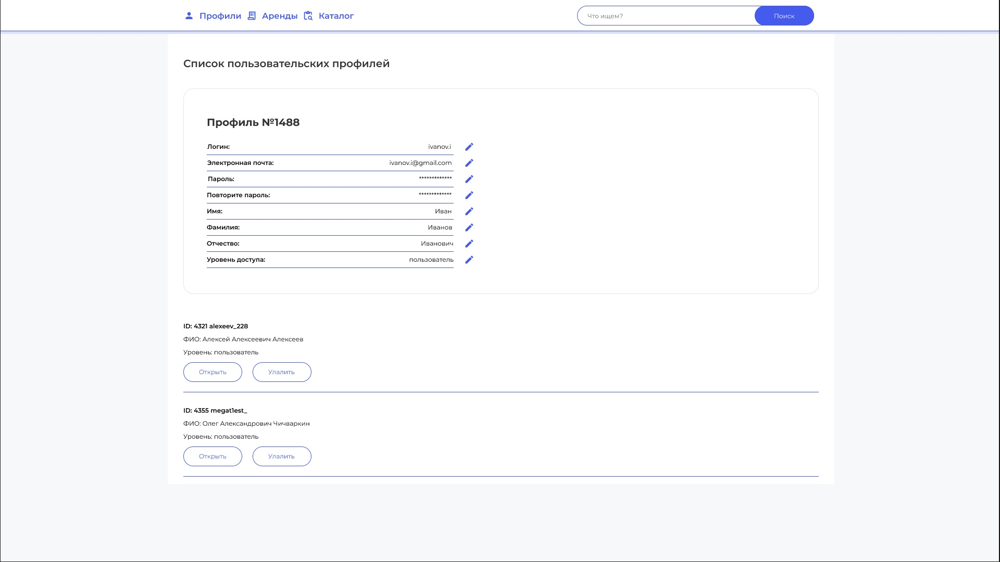 Профили Аренды Каталог Что ищем? Поиск
Список пользовательских профилей
Профиль №1488
Логин: ivanov.i
Электронная почта: ivanov.i@gmail.com
Пароль: *************
Повторите пароль: *************
Имя: Иван
Фамилия: Иванов
Отчество: Иванович
Уровень доступа: пользователь
ID: 4321 alexeev_228
ФИО: Алексей Алексеевич Алексеев
Уровень: пользователь
Открыть Улалить
ID: 4355 megat1est_
ФИО: Олег Александрович Чичваркин
Уровень: пользователь
Открыть Улалить